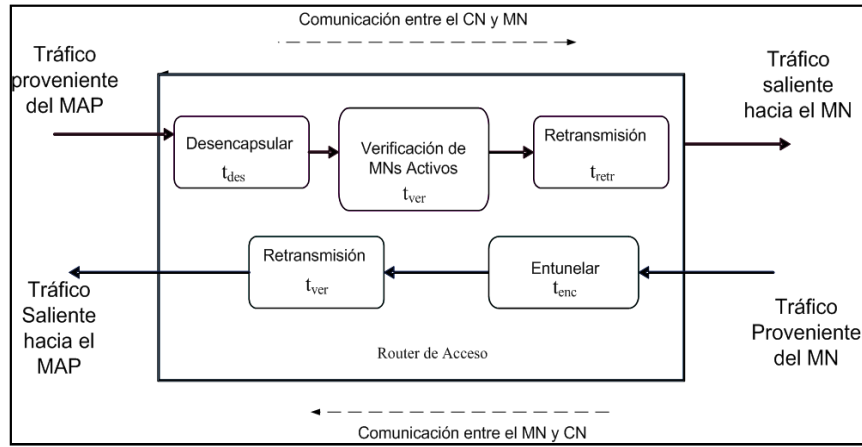 Comunicación entre el CN y MN
Tráfico
proveniente
del MAP
Tráfico
saliente
hacia el MN
Desencapsular
t_des
Verificación de
MNs Activos
t_ver
Retransmisión
t_retr
Retransmisión
t_ver
Entunelar
t_enc
Tráfico
Saliente
hacia el
MAP
Tráfico
Proveniente
del MN
Router de Acceso
Comunicación entre el MN y CN